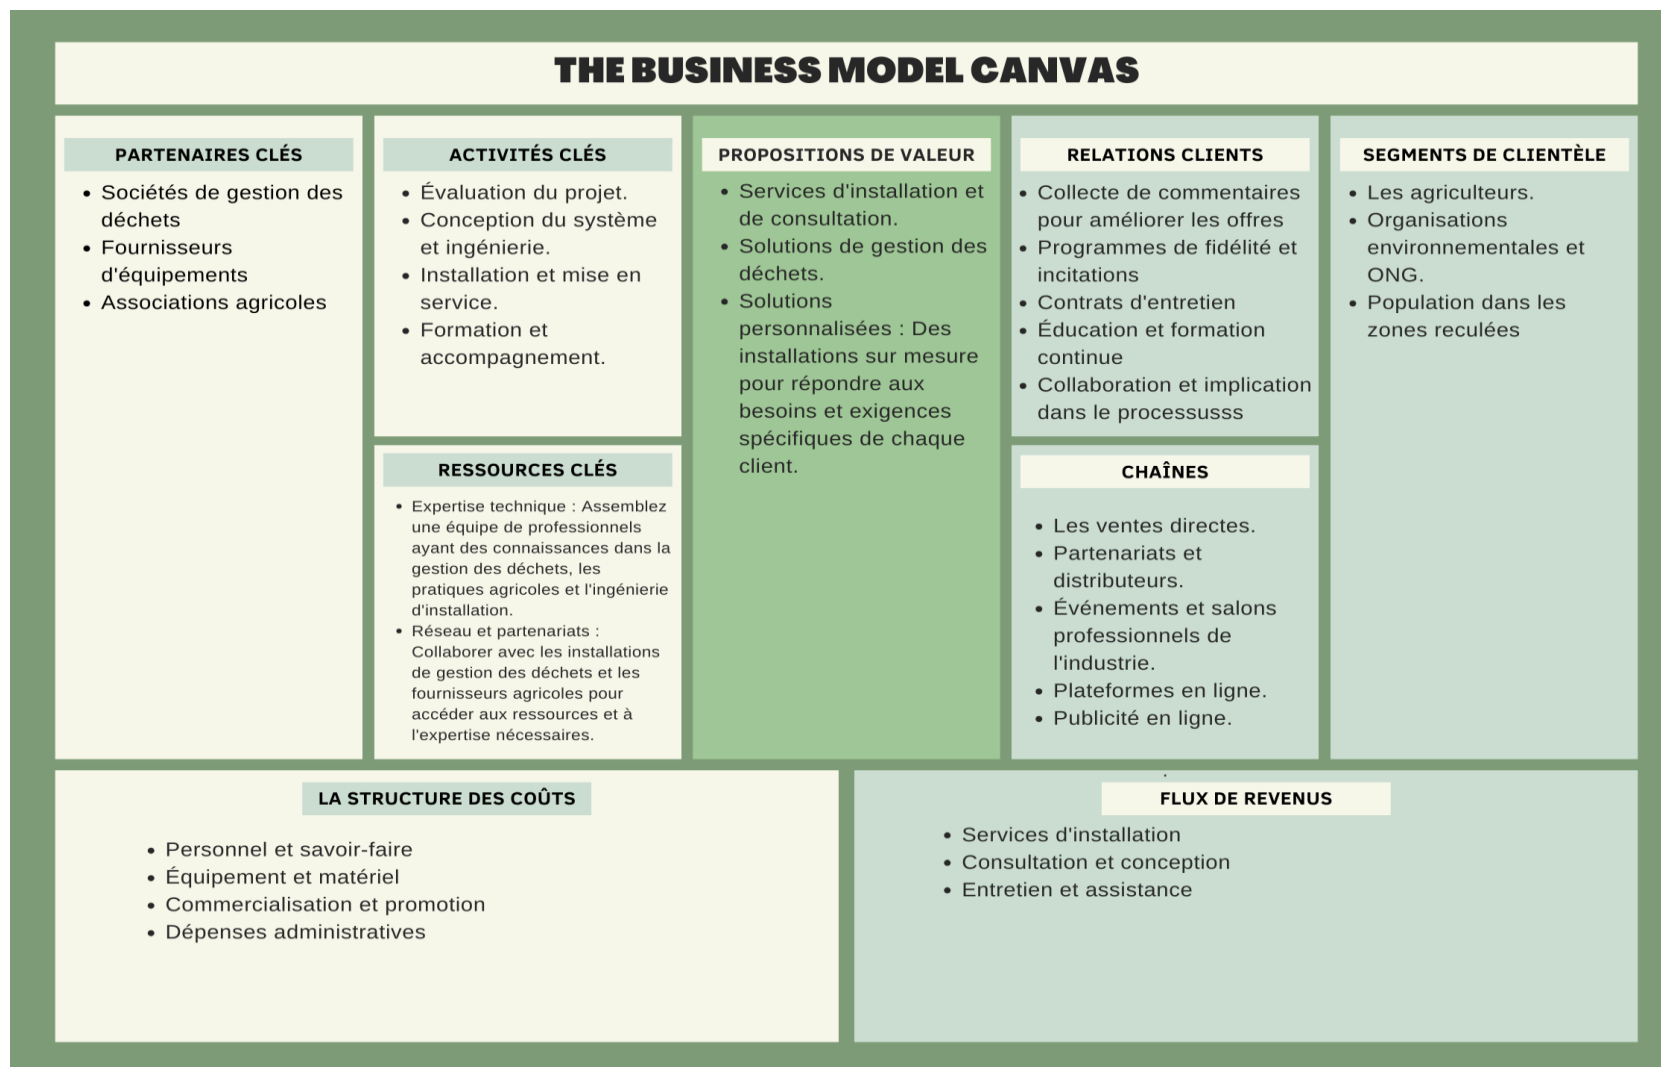 THE BUSINESS MODEL CANVAS
PARTENAIRES CLÉS
• Sociétés de gestion des
déchets
• Fournisseurs
d'équipements
• Associations agricoles
ACTIVITÉS CLÉS
• Évaluation du projet.
• Conception du système
et ingénierie.
• Installation et mise en
service.
• Formation et
accompagnement.
RESSOURCES CLÉS
• Expertise technique : Assemblez
une équipe de professionnels
ayant des connaissances dans la
gestion des déchets, les
pratiques agricoles et l'ingénierie
d'installation.
• Réseau et partenariats :
Collaborer avec les installations
de gestion des déchets et les
fournisseurs agricoles pour
accéder aux ressources et à
l'expertise nécessaires.
PROPOSITIONS DE VALEUR
• Services d'installation et
de consultation.
• Solutions de gestion des
déchets.
• Solutions
personnalisées : Des
installations sur mesure
pour répondre aux
besoins et exigences
spécifiques de chaque
client.
RELATIONS CLIENTS
• Collecte de commentaires
pour améliorer les offres
• Programmes de fidélité et
incitations
• Contrats d'entretien
• Éducation et formation
continue
• Collaboration et implication
dans le processusss
CHAÎNES
• Les ventes directes.
• Partenariats et
distributeurs.
• Événements et salons
professionnels de
l'industrie.
• Plateformes en ligne.
• Publicité en ligne.
SEGMENTS DE CLIENTÈLE
• Les agriculteurs.
• Organisations
environnementales et
ONG.
• Population dans les
zones reculées
LA STRUCTURE DES COÛTS
• Personnel et savoir-faire
• Équipement et matériel
• Commercialisation et promotion
• Dépenses administratives
.
FLUX DE REVENUS
• Services d'installation
• Consultation et conception
• Entretien et assistance